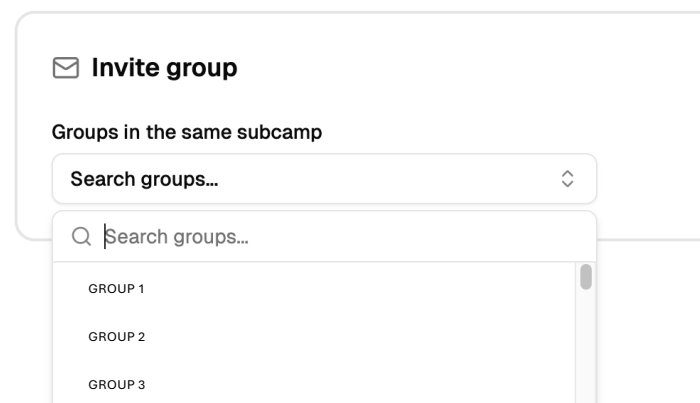 Invite group
Groups in the same subcamp
Search groups...
Search groups...
GROUP 1
GROUP 2
GROUP 3